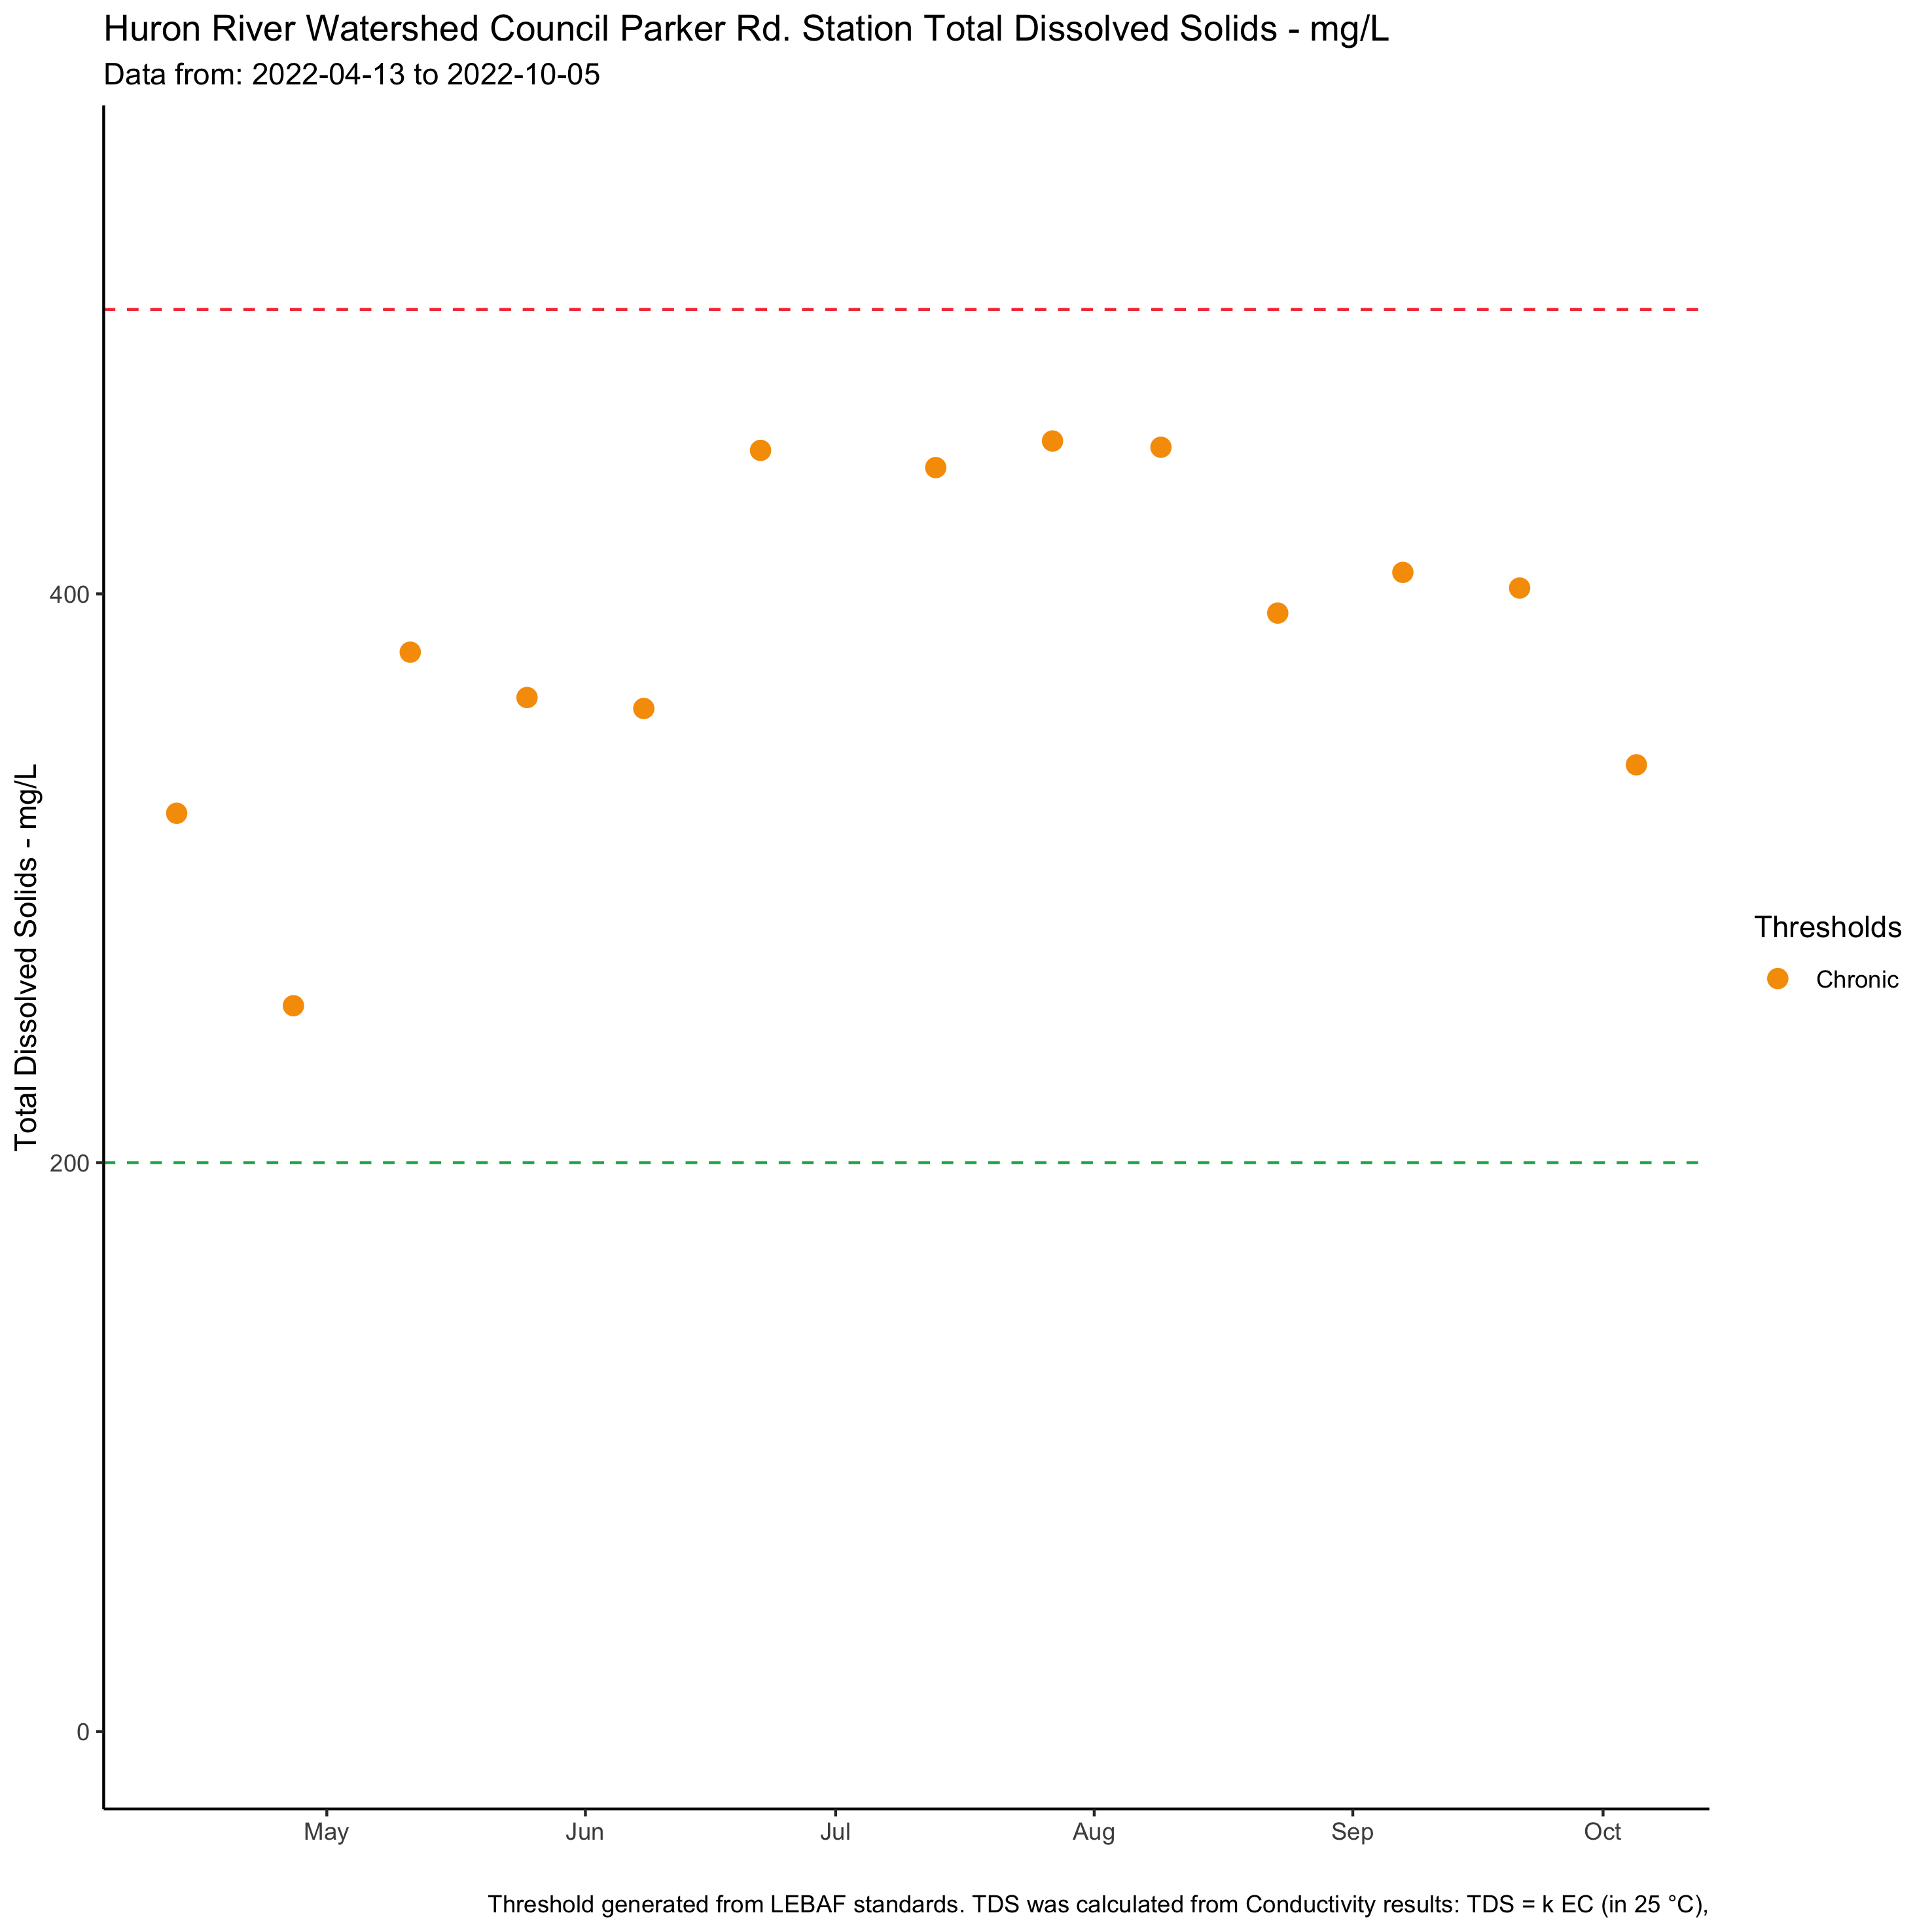 Huron River Watershed Council Parker Rd. Station Total Dissolved Solids - mg/L
Data from: 2022-04-13 to 2022-10-05
Total Dissolved Solids - mg/L
400
200
0
May Jun Jul Aug Sep Oct
Thresholds
Chronic
Threshold generated from LEBAF standards. TDS was calculated from Conductivity results: TDS = k EC (in 25 °C),